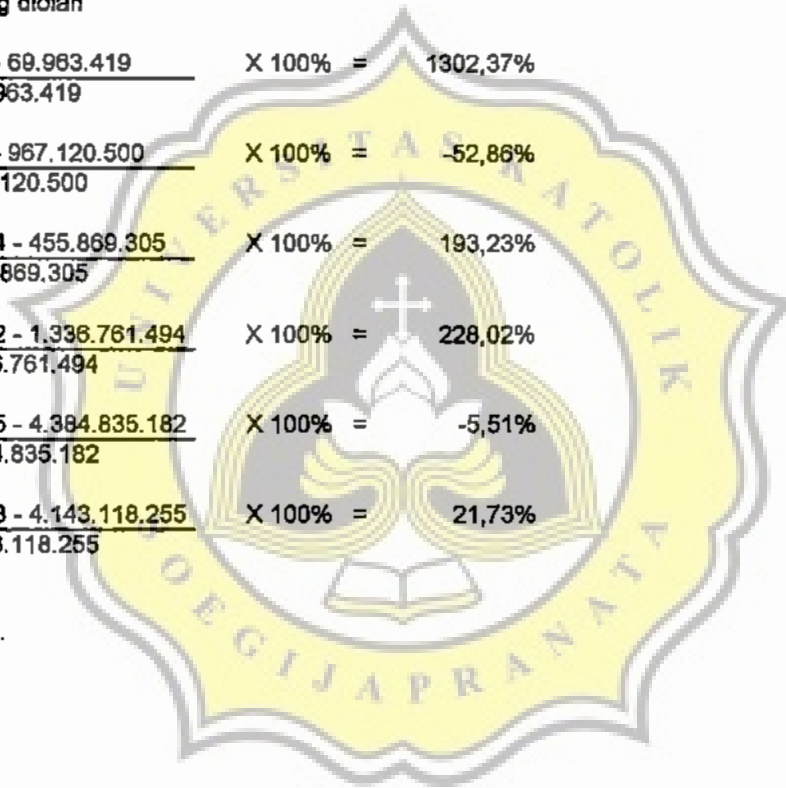 g diolah
69.963.419 X 100% = 1302,37%
963.419
- 967.120.500 X 100% = -52,86%
120.500
4 - 455.869.305 X 100% = 193,23%
869.305
2 - 1.336.761.494 X 100% = 228,02%
6.761.494
5 - 4.384.835.182 X 100% = -5,51%
4.835.182
8 - 4.143.118.255 X 100% = 21,73%
3.118.255
.
UNIVERSITAS KATOLIK
SOEGIJAPRANATA